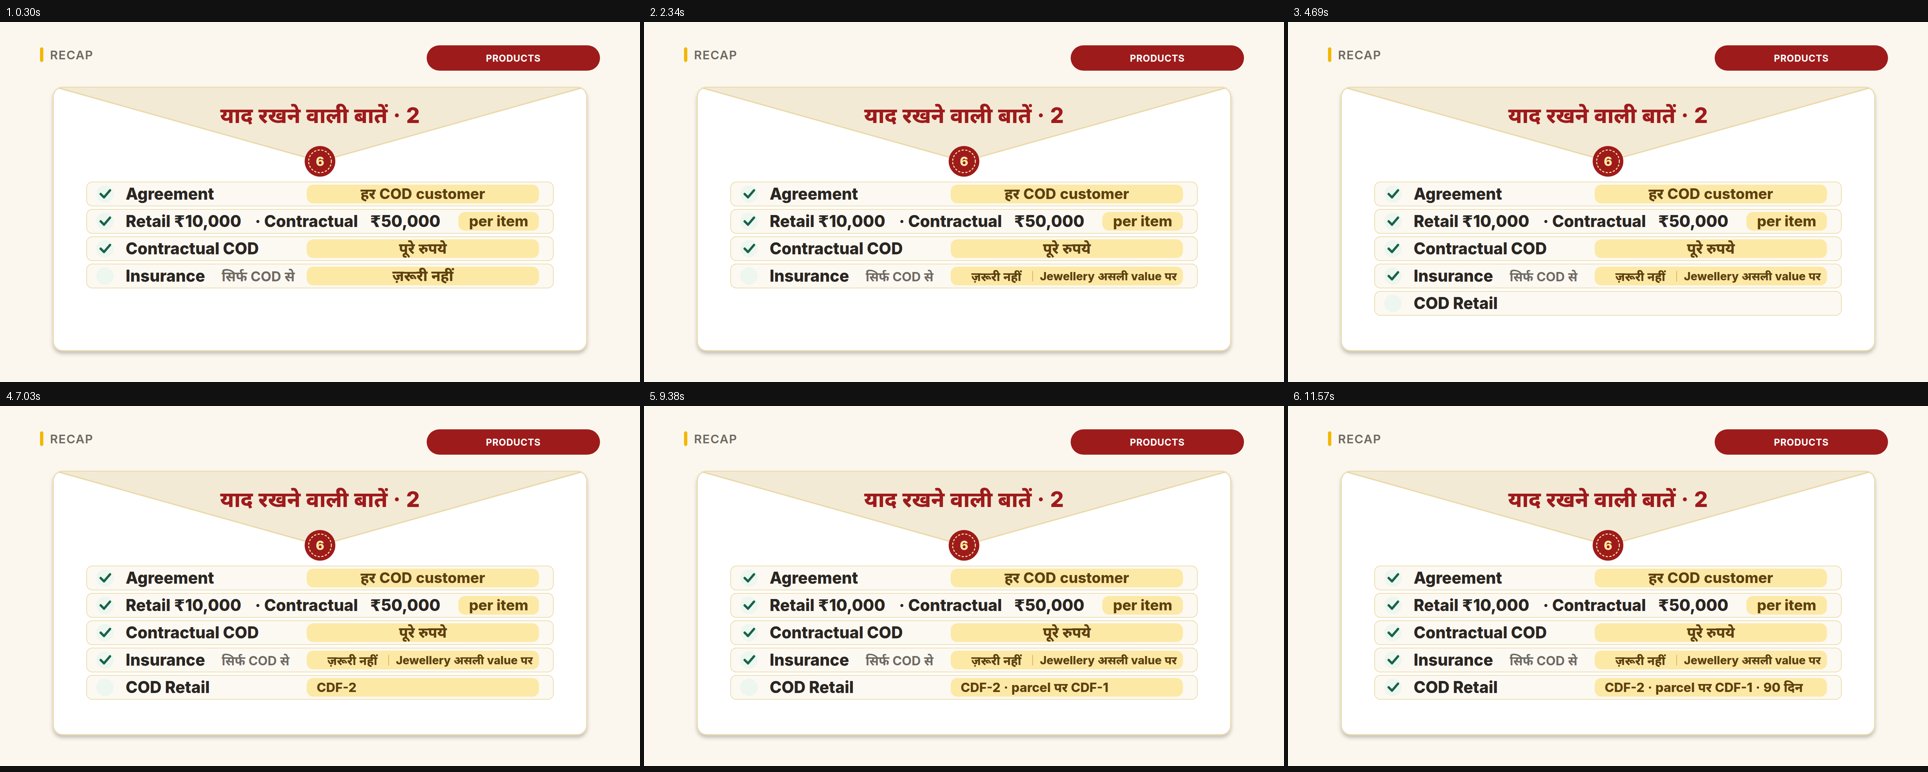 1. 0.30s
RECAP
PRODUCTS
याद रखने वाली बातें · 2
6
Agreement हर COD customer
Retail ₹10,000 · Contractual ₹50,000 per item
Contractual COD पूरे रुपये
Insurance सिर्फ COD से ज़रूरी नहीं
2. 2.34s
RECAP
PRODUCTS
याद रखने वाली बातें · 2
6
Agreement हर COD customer
Retail ₹10,000 · Contractual ₹50,000 per item
Contractual COD पूरे रुपये
Insurance सिर्फ COD से ज़रूरी नहीं | Jewellery असली value पर
3. 4.69s
RECAP
PRODUCTS
याद रखने वाली बातें · 2
6
Agreement हर COD customer
Retail ₹10,000 · Contractual ₹50,000 per item
Contractual COD पूरे रुपये
Insurance सिर्फ COD से ज़रूरी नहीं | Jewellery असली value पर
COD Retail
4. 7.03s
RECAP
PRODUCTS
याद रखने वाली बातें · 2
6
Agreement हर COD customer
Retail ₹10,000 · Contractual ₹50,000 per item
Contractual COD पूरे रुपये
Insurance सिर्फ COD से ज़रूरी नहीं | Jewellery असली value पर
COD Retail CDF-2
5. 9.38s
RECAP
PRODUCTS
याद रखने वाली बातें · 2
6
Agreement हर COD customer
Retail ₹10,000 · Contractual ₹50,000 per item
Contractual COD पूरे रुपये
Insurance सिर्फ COD से ज़रूरी नहीं | Jewellery असली value पर
COD Retail CDF-2 · parcel पर CDF-1
6. 11.57s
RECAP
PRODUCTS
याद रखने वाली बातें · 2
6
Agreement हर COD customer
Retail ₹10,000 · Contractual ₹50,000 per item
Contractual COD पूरे रुपये
Insurance सिर्फ COD से ज़रूरी नहीं | Jewellery असली value पर
COD Retail CDF-2 · parcel पर CDF-1 · 90 दिन